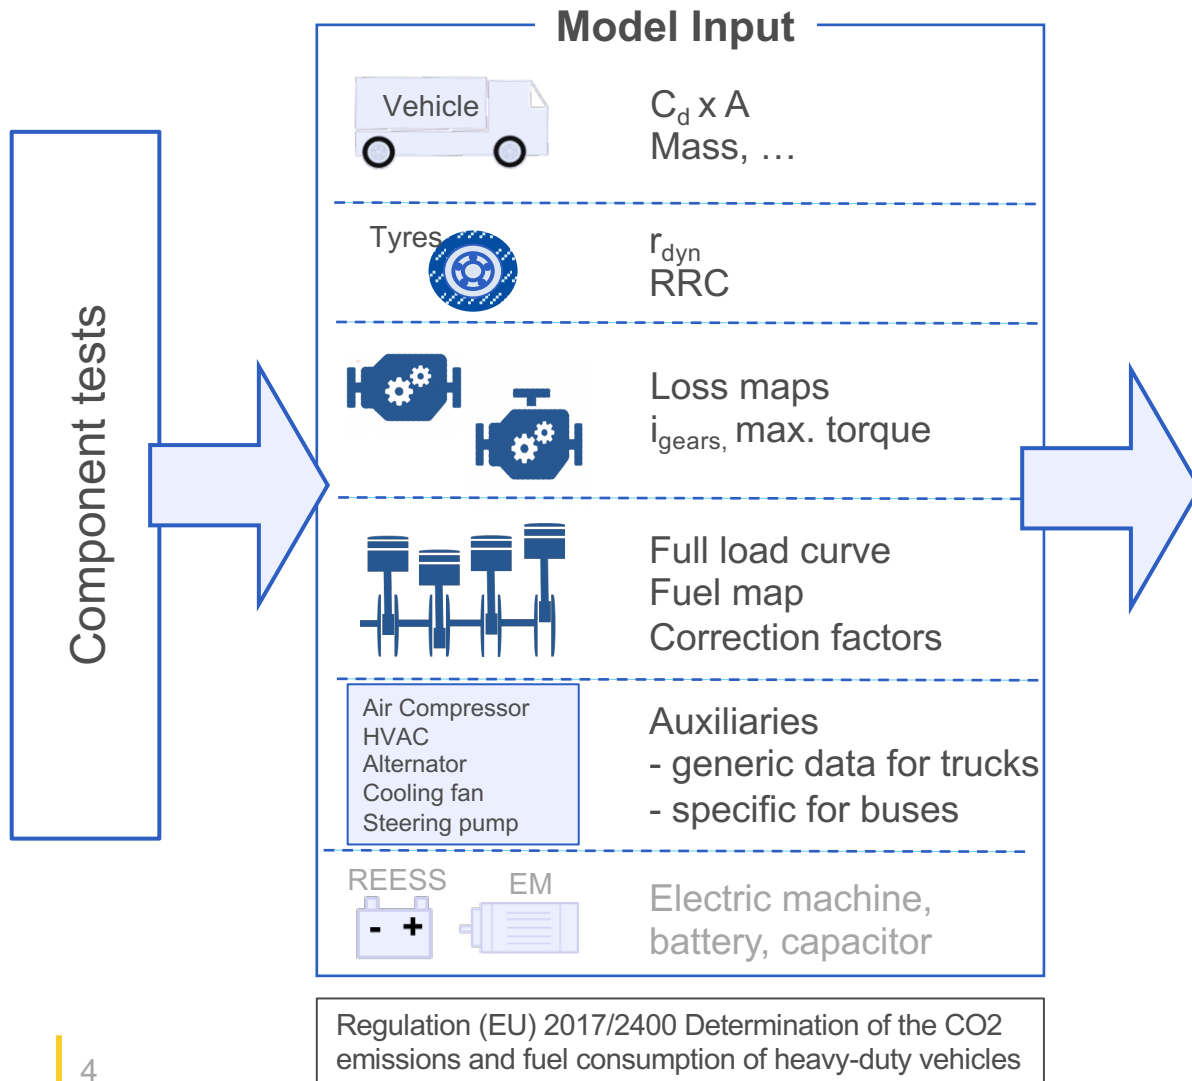 Model Input
Component tests
Vehicle
C_d x A
Mass, …
Tyres
r_dyn
RRC
Loss maps
i_gears, max. torque
Full load curve
Fuel map
Correction factors
Air Compressor
HVAC
Alternator
Cooling fan
Steering pump
Auxiliaries
- generic data for trucks
- specific for buses
REESS EM
- +
Electric machine,
battery, capacitor
Regulation (EU) 2017/2400 Determination of the CO2
emissions and fuel consumption of heavy-duty vehicles
4